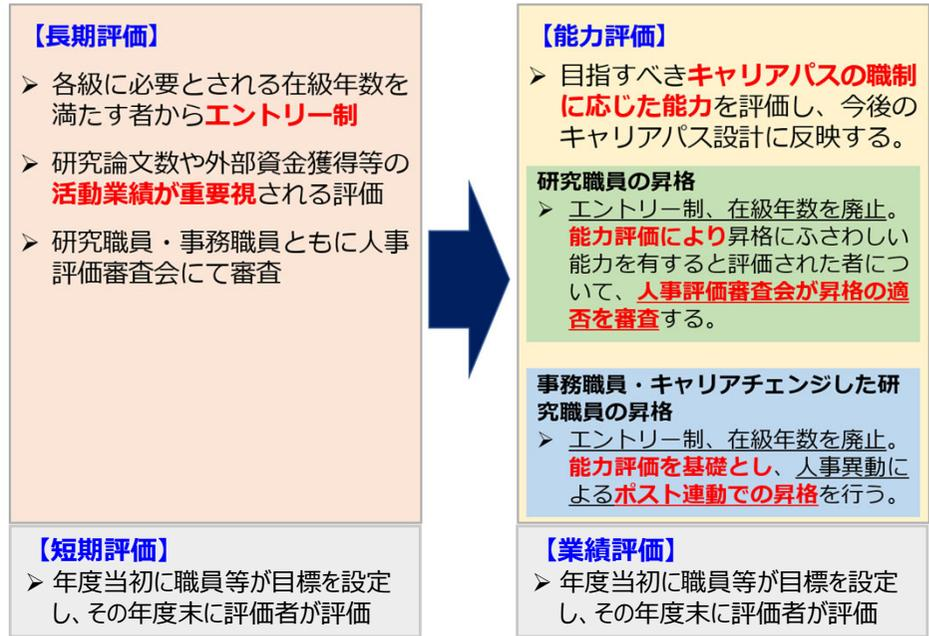 【長期評価】
➢ 各級に必要とされる在級年数を
満たす者からエントリー制
➢ 研究論文数や外部資金獲得等の
活動業績が重要視される評価
➢ 研究職員・事務職員ともに人事
評価審査会にて審査
【短期評価】
➢ 年度当初に職員等が目標を設定
し、その年度末に評価者が評価
【能力評価】
➢ 目指すべきキャリアパスの職制
に応じた能力を評価し、今後の
キャリアパス設計に反映する。
研究職員の昇格
➢ エントリー制、在級年数を廃止。
能力評価により昇格にふさわしい
能力を有すると評価された者につ
いて、人事評価審査会が昇格の適
否を審査する。
事務職員・キャリアチェンジした研
究職員の昇格
➢ エントリー制、在級年数を廃止。
能力評価を基礎とし、人事異動に
よるポスト連動での昇格を行う。
【業績評価】
➢ 年度当初に職員等が目標を設定
し、その年度末に評価者が評価